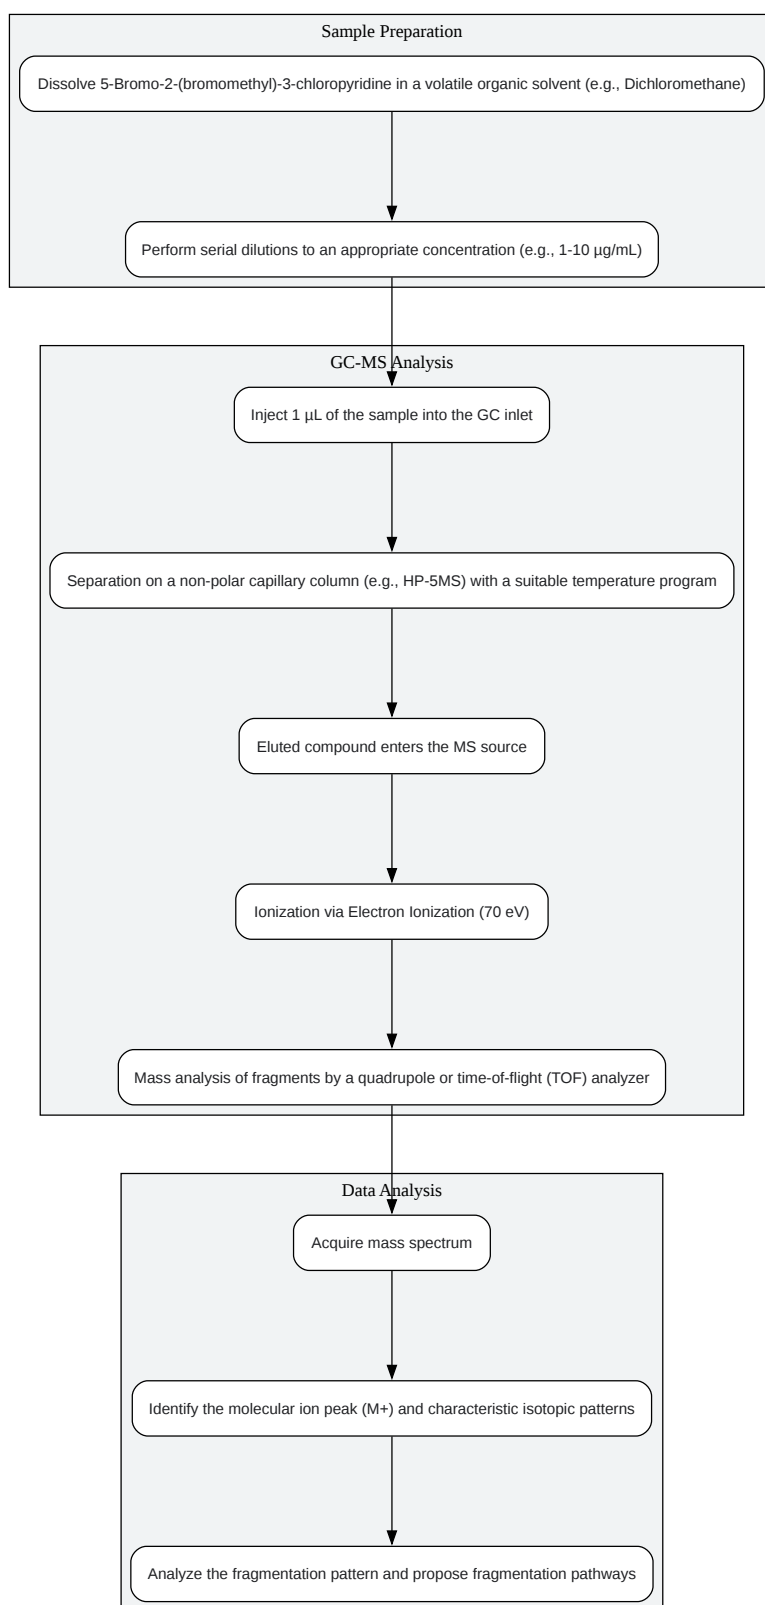 Sample Preparation
Dissolve 5-Bromo-2-(bromomethyl)-3-chloropyridine in a volatile organic solvent (e.g., Dichloromethane)
Perform serial dilutions to an appropriate concentration (e.g., 1-10 µg/mL)
GC-MS Analysis
Inject 1 µL of the sample into the GC inlet
Separation on a non-polar capillary column (e.g., HP-5MS) with a suitable temperature program
Eluted compound enters the MS source
Ionization via Electron Ionization (70 eV)
Mass analysis of fragments by a quadrupole or time-of-flight (TOF) analyzer
Data Analysis
Acquire mass spectrum
Identify the molecular ion peak (M+) and characteristic isotopic patterns
Analyze the fragmentation pattern and propose fragmentation pathways